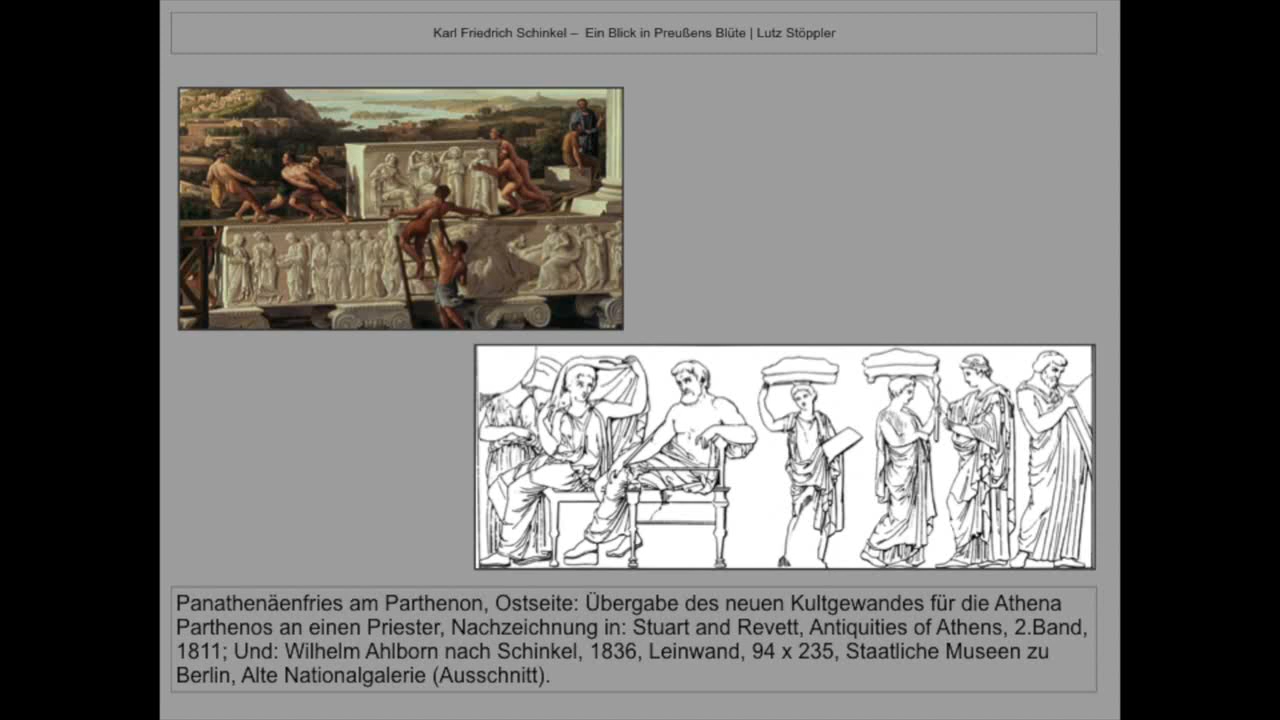 Karl Friedrich Schinkel – Ein Blick in Preußens Blüte | Lutz Stöppler
Panathenäenfries am Parthenon, Ostseite: Übergabe des neuen Kultgewandes für die Athena
Parthenos an einen Priester, Nachzeichnung in: Stuart and Revett, Antiquities of Athens, 2.Band,
1811; Und: Wilhelm Ahlborn nach Schinkel, 1836, Leinwand, 94 x 235, Staatliche Museen zu
Berlin, Alte Nationalgalerie (Ausschnitt).